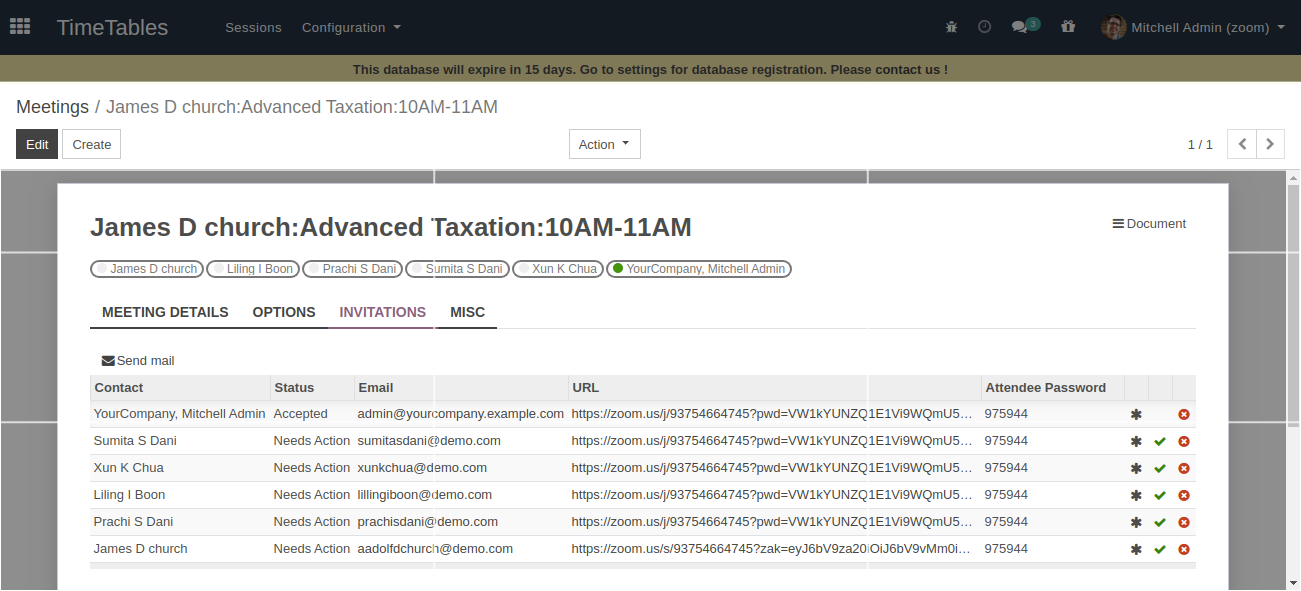 TimeTables Sessions Configuration 3 Mitchell Admin (zoom)
This database will expire in 15 days. Go to settings for database registration. Please contact us !
Meetings / James D church:Advanced Taxation:10AM-11AM
Edit Create Action 1 / 1
James D church:Advanced Taxation:10AM-11AM Document
James D church Liling I Boon Prachi S Dani Sumita S Dani Xun K Chua YourCompany, Mitchell Admin
MEETING DETAILS OPTIONS INVITATIONS MISC
Send mail
Contact Status Email URL Attendee Password
YourCompany, Mitchell Admin Accepted admin@yourcompany.example.com https://zoom.us/j/93754664745?pwd=VW1kYUNZQ1E1Vi9WQmU5... 975944
Sumita S Dani Needs Action sumitasdani@demo.com https://zoom.us/j/93754664745?pwd=VW1kYUNZQ1E1Vi9WQmU5... 975944
Xun K Chua Needs Action xunkchua@demo.com https://zoom.us/j/93754664745?pwd=VW1kYUNZQ1E1Vi9WQmU5... 975944
Liling I Boon Needs Action lillingiboon@demo.com https://zoom.us/j/93754664745?pwd=VW1kYUNZQ1E1Vi9WQmU5... 975944
Prachi S Dani Needs Action prachisdani@demo.com https://zoom.us/j/93754664745?pwd=VW1kYUNZQ1E1Vi9WQmU5... 975944
James D church Needs Action aadolfdchurch@demo.com https://zoom.us/s/93754664745?zak=eyJ6bV9za20iOiJ6bV9vMm0i... 975944